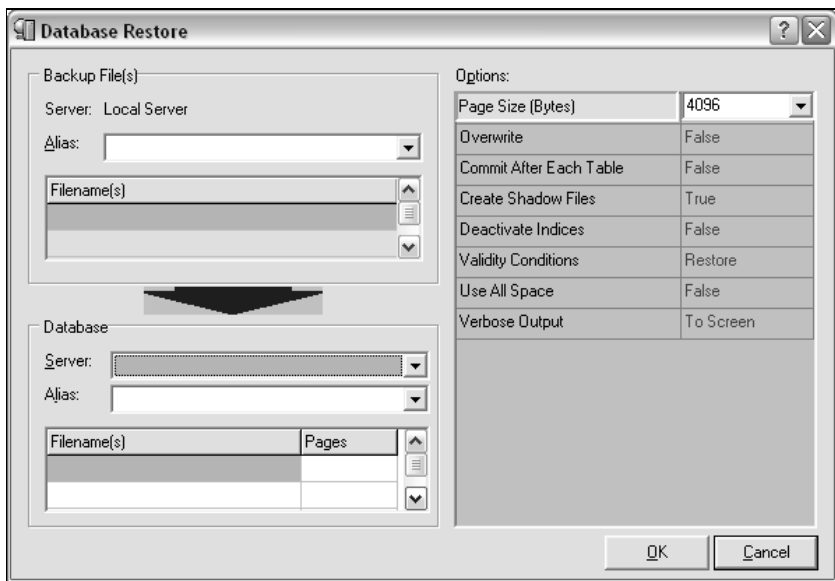 Database Restore
Backup File(s)
Server: Local Server
Alias:
Filename(s)
Database
Server:
Alias:
Filename(s) Pages
Options:
Page Size (Bytes) 4096
Overwrite False
Commit After Each Table False
Create Shadow Files True
Deactivate Indices False
Validity Conditions Restore
Use All Space False
Verbose Output To Screen
OK Cancel